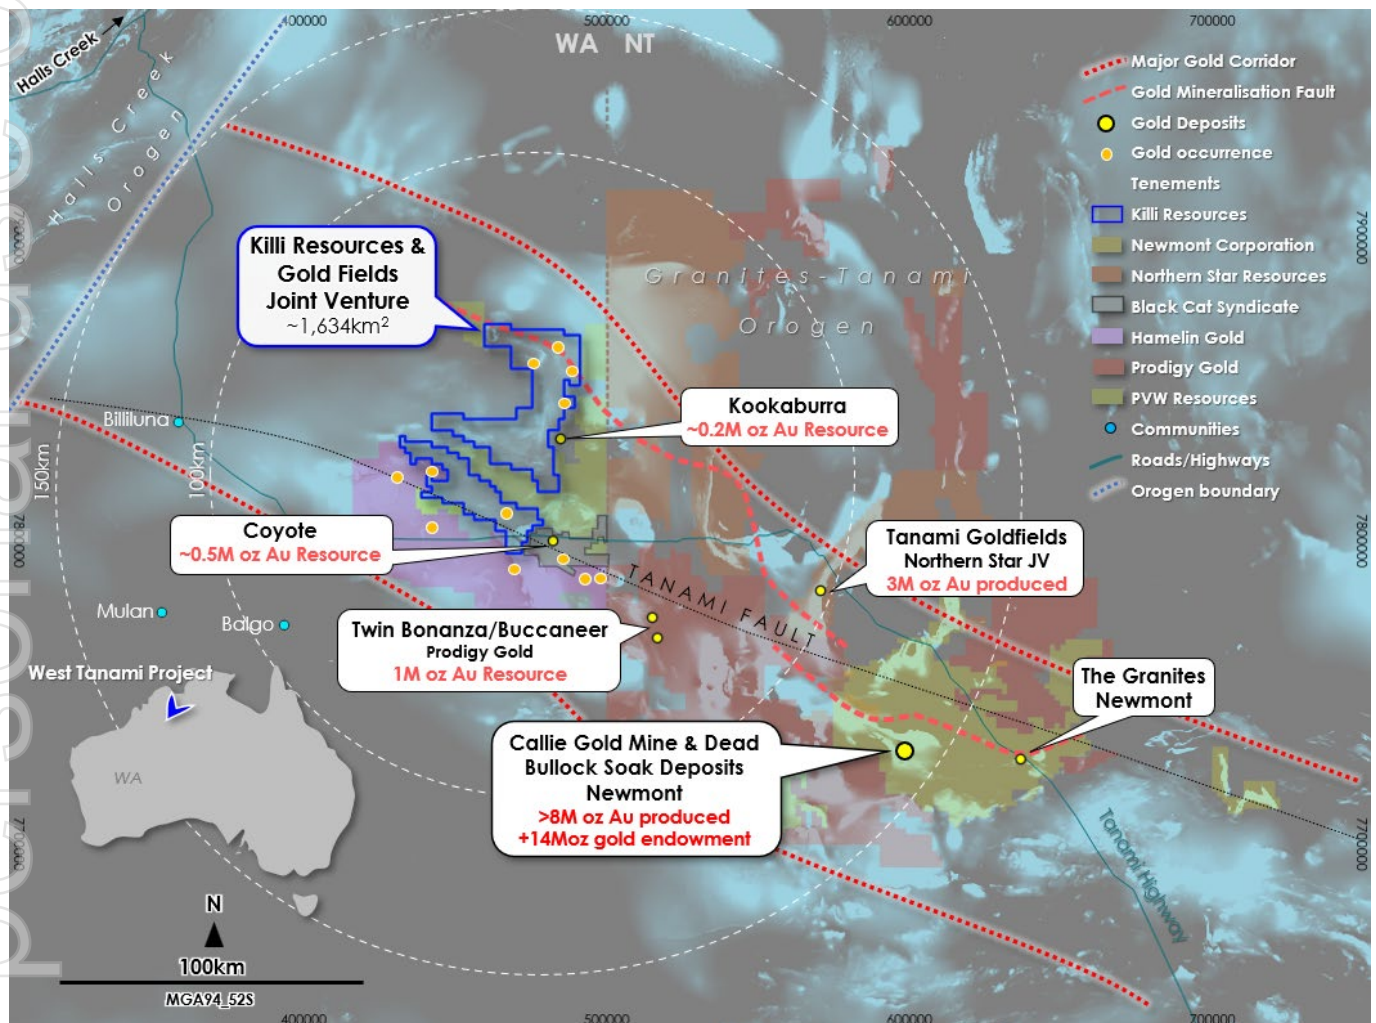 400000
500000
600000
700000
WA NT
Halls Creek
Halls Creek
Orogen
Major Gold Corridor
Gold Mineralisation Fault
Gold Deposits
Gold occurrence
Tenements
Killi Resources
Newmont Corporation
Northern Star Resources
Black Cat Syndicate
Hamelin Gold
Prodigy Gold
PVW Resources
Communities
Roads/Highways
Orogen boundary
7900000
7900000
Killi Resources &
Gold Fields
Joint Venture
~1,634km²
Granites-Tanami
Orogen
Kookaburra
~0.2M oz Au Resource
Billiluna
150km
100km
7800000
7800000
Coyote
~0.5M oz Au Resource
Tanami Goldfields
Northern Star JV
3M oz Au produced
TANAMI FAULT
Mulan
Balgo
Twin Bonanza/Buccaneer
Prodigy Gold
1M oz Au Resource
The Granites
Newmont
West Tanami Project
WA
Callie Gold Mine & Dead
Bullock Soak Deposits
Newmont
>8M oz Au produced
+14Moz gold endowment
7700000
7700000
Tanami Highway
N
100km
MGA94_52S
400000
500000
600000
700000